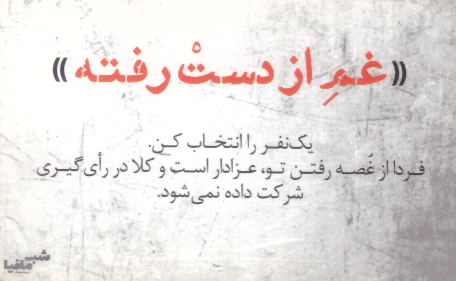 «غمِ از دستْ رفته»
یک‌نفر را انتخاب کن.
فردا از غُصه رفتن تو، عزادار است و کلا در رأی‌گیری
شرکت داده نمی‌شود.
شب مافیا